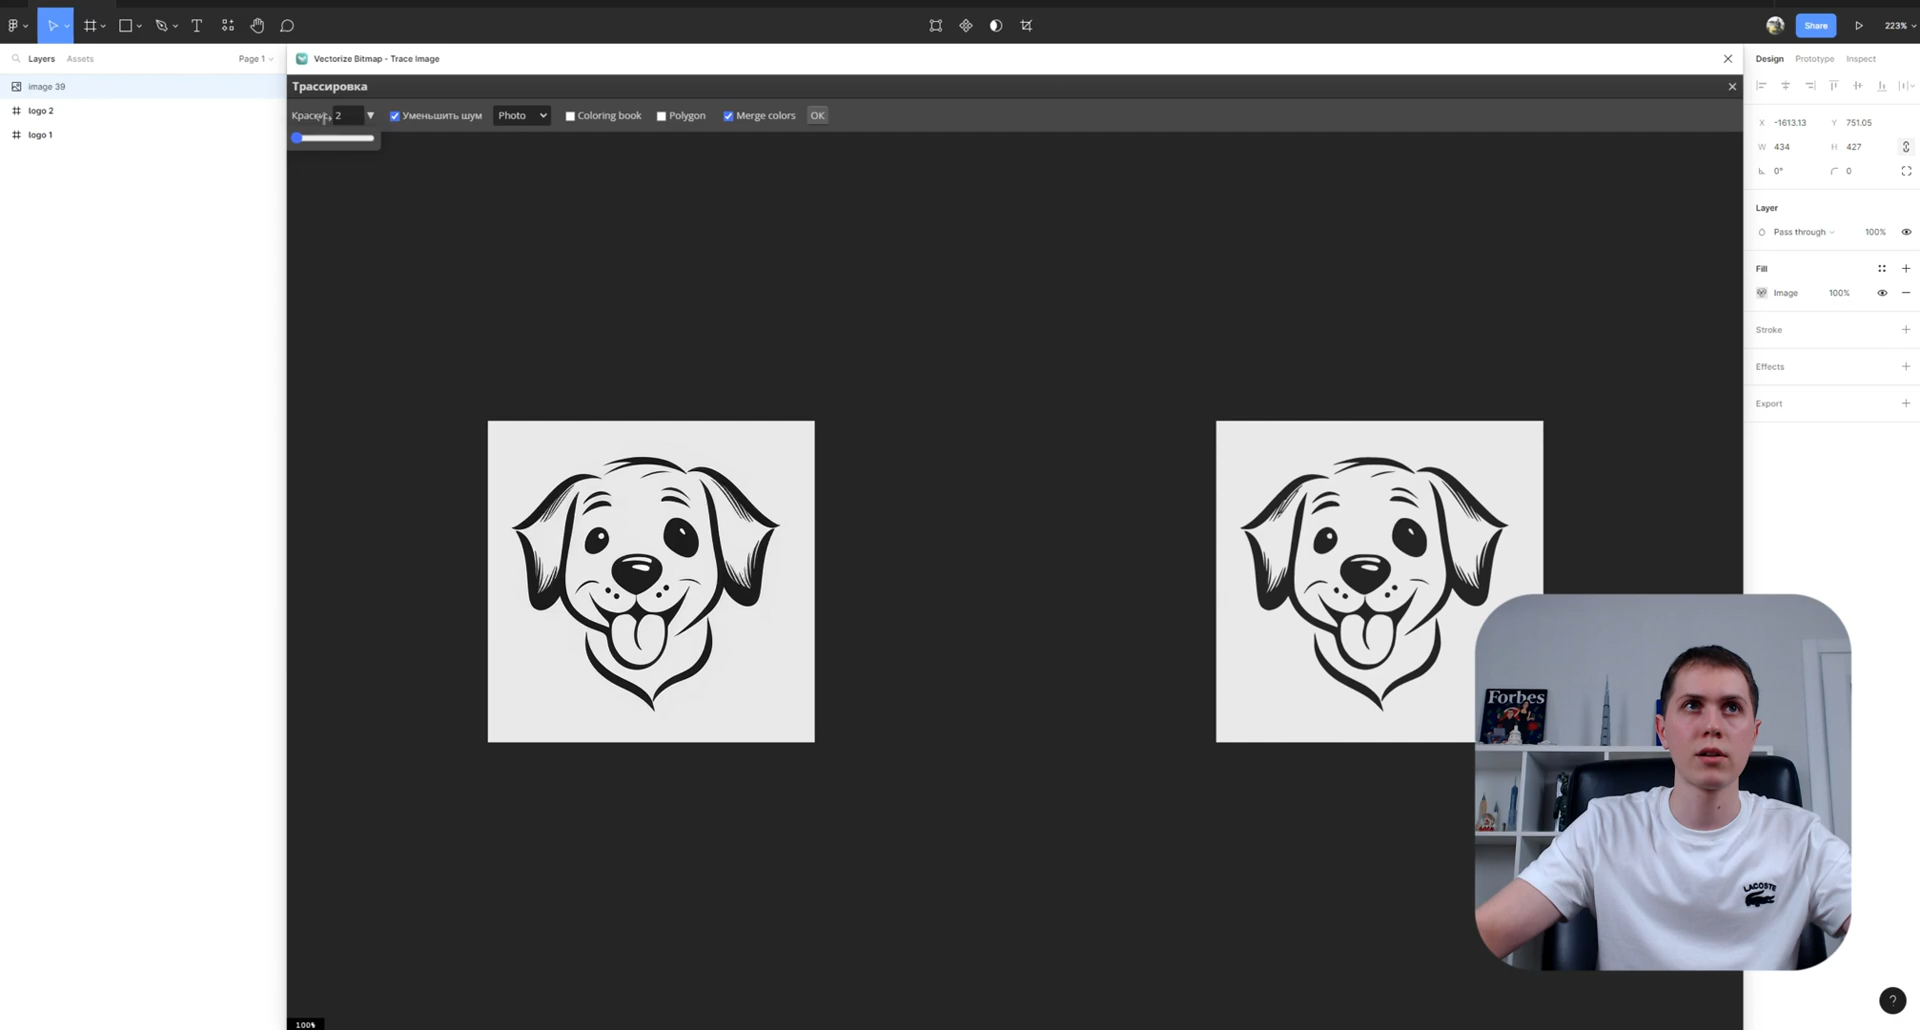 Share
223%
Layers
Assets
Page 1
Vectorize Bitmap - Trace Image
Design
Prototype
Inspect
image 39
Трассировка
logo 2
2
Уменьшить шум
Photo
Coloring book
Polygon
Merge colors
OK
X -1613.13 Y 751.05
logo 1
W 434 H 427
0° 0
Layer
Pass through 100%
Fill
Image 100%
Stroke
Effects
Export
Forbes
LACOSTE
100%
?